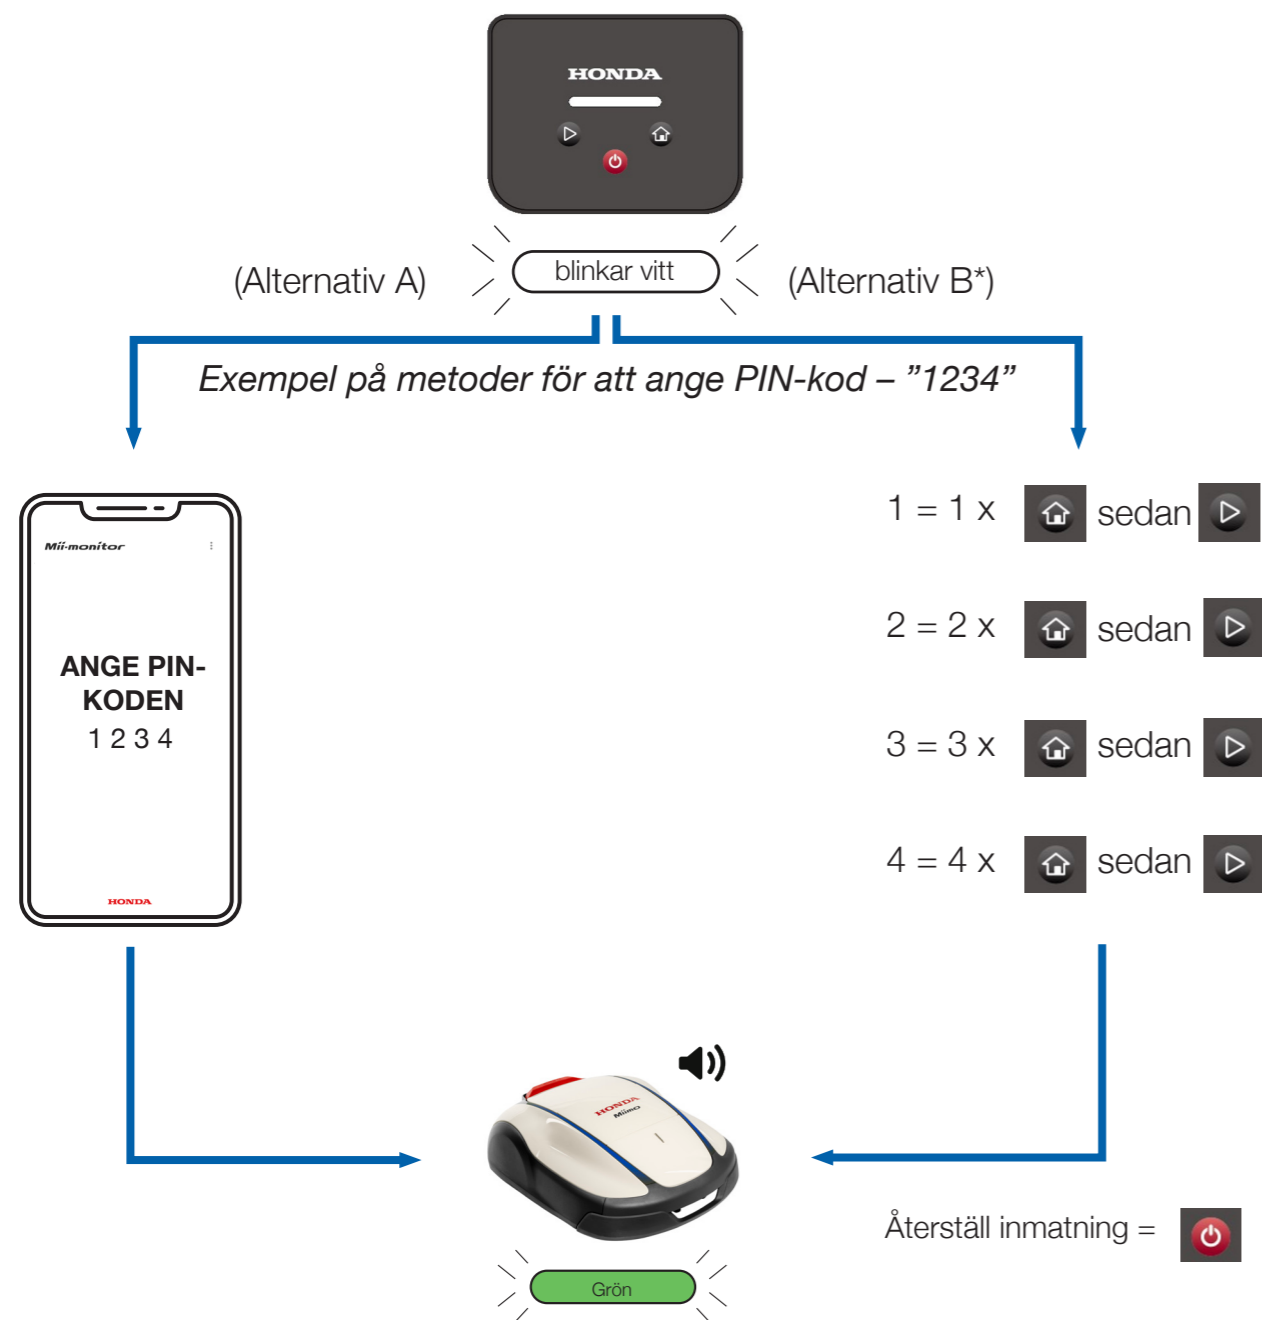 HONDA
(Alternativ A)
blinkar vitt
(Alternativ B*)
Exempel på metoder för att ange PIN-kod – ”1234”
Mii-monitor
ANGE PIN-
KODEN
1 2 3 4
HONDA
1 = 1 x sedan
2 = 2 x sedan
3 = 3 x sedan
4 = 4 x sedan
HONDA
Miimo
Återställ inmatning =
Grön